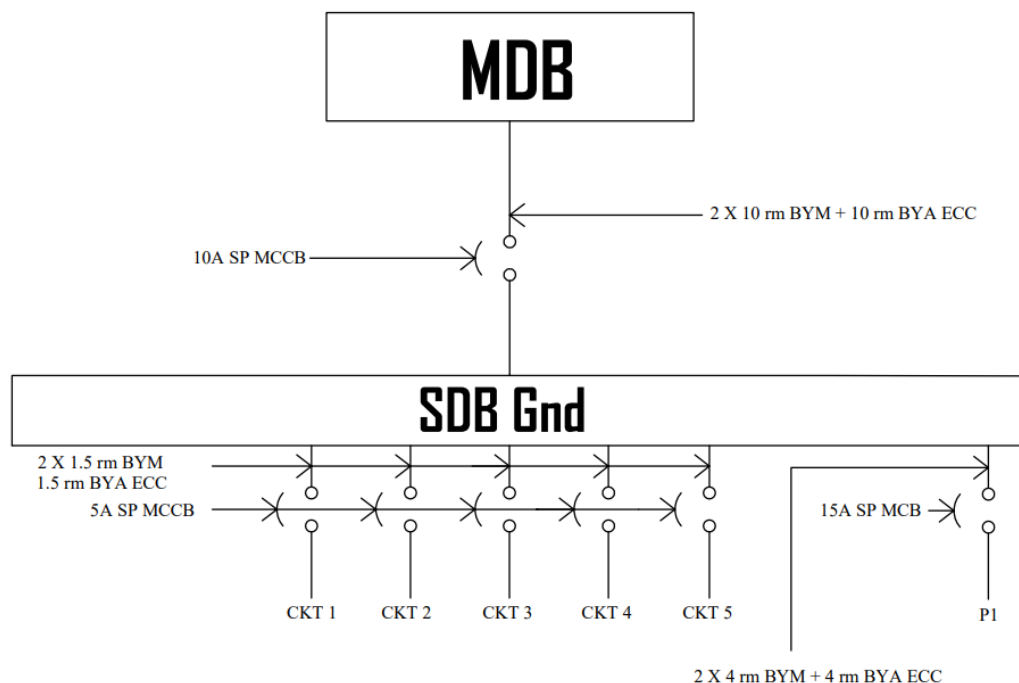 MDB
2 X 10 rm BYM + 10 rm BYA ECC
10A SP MCCB
SDB Gnd
2 X 1.5 rm BYM
1.5 rm BYA ECC
5A SP MCCB
15A SP MCB
CKT 1
CKT 2
CKT 3
CKT 4
CKT 5
P1
2 X 4 rm BYM + 4 rm BYA ECC